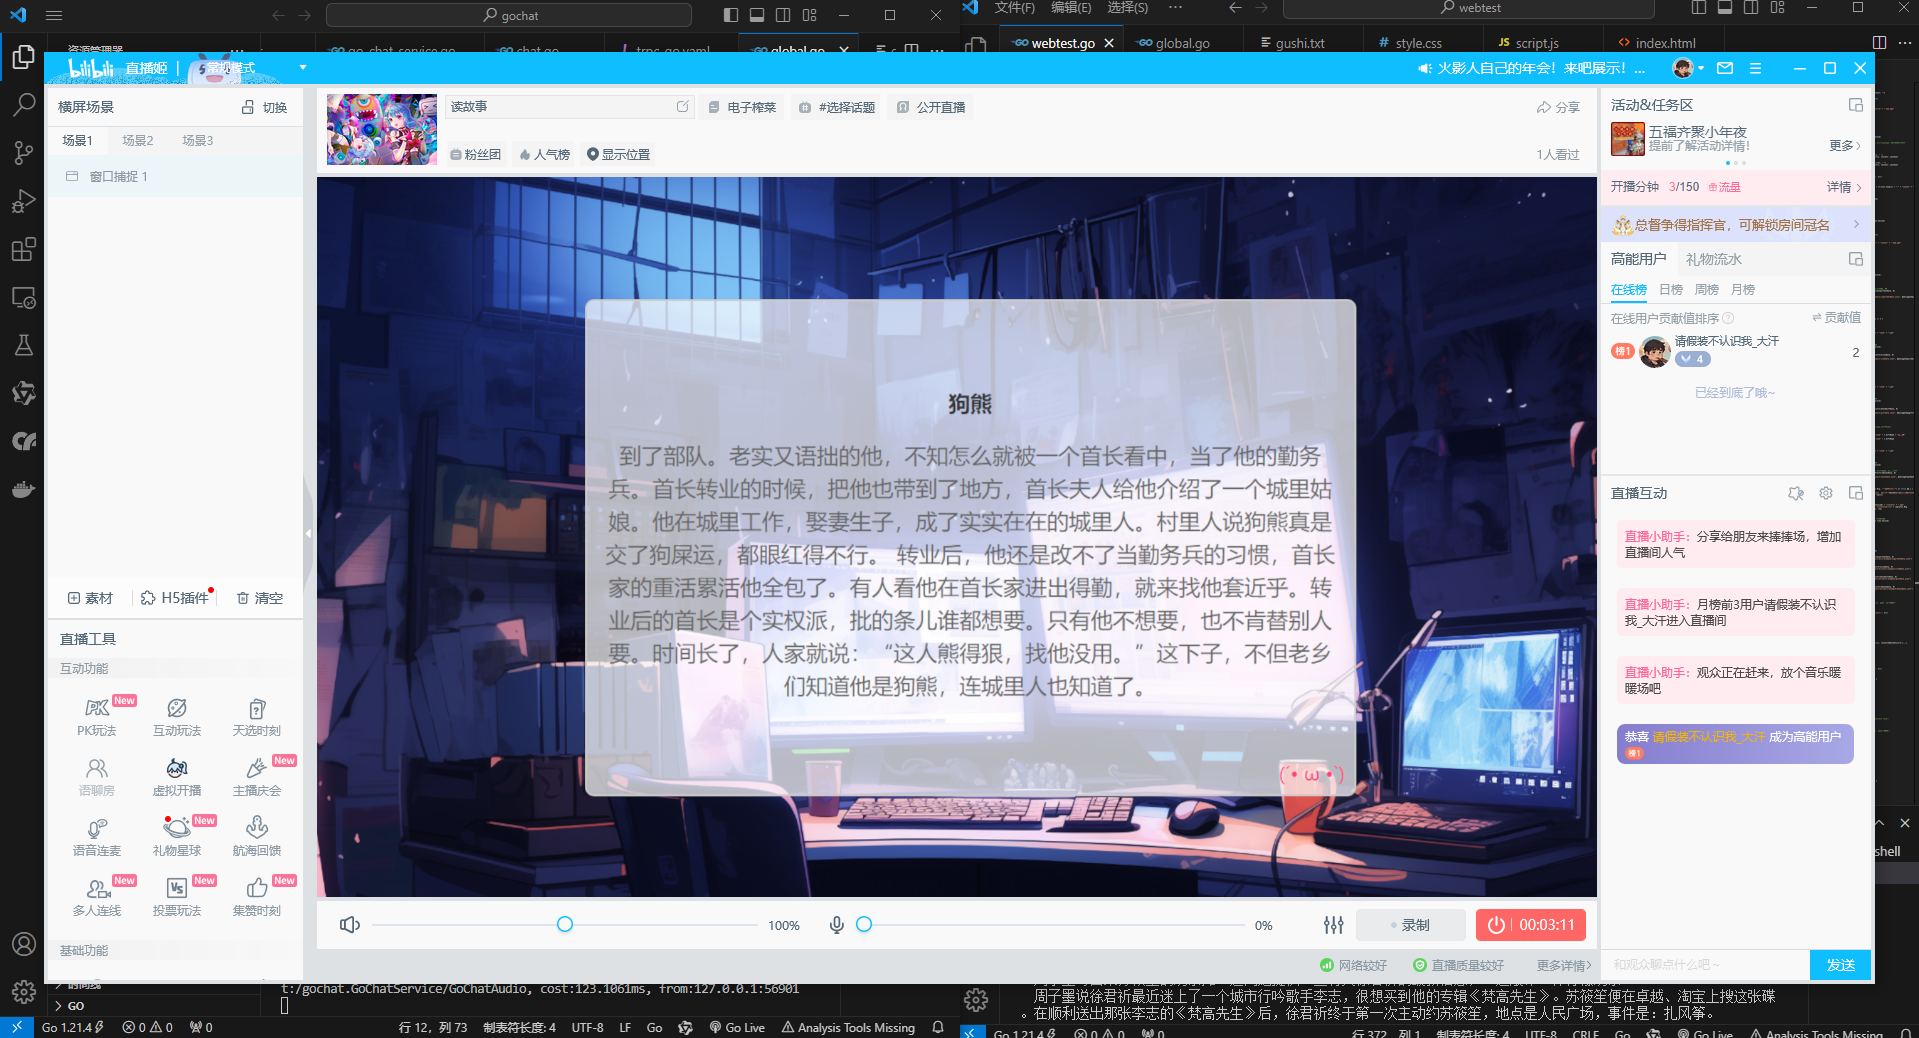 gochat
文件(F) 编辑(E) 选择(S) ···
webtest
资源管理器
go_chat_service.go
chat.go
trpc_go.yaml
global.go
webtest.go
global.go
gushi.txt
style.css
script.js
index.html
bilibili 直播姬 | 常规模式
火影人自己的年会！来吧展示！...
横屏场景
切换
场景1 场景2 场景3
窗口捕捉 1
素材
H5插件
清空
直播工具
互动功能
PK玩法 New
互动玩法
天选时刻
语聊房
虚拟开播
主播庆会 New
语音连麦
礼物星球 New
航海回馈
多人连线 New
投票玩法 New
集赞时刻 New
基础功能
读故事
电子榨菜
#选择话题
公开直播
分享
粉丝团
人气榜
显示位置
1人看过
狗熊
到了部队。老实又语拙的他，不知怎么就被一个首长看中，当了他的勤务
兵。首长转业的时候，把他也带到了地方，首长夫人给他介绍了一个城里姑
娘。他在城里工作，娶妻生子，成了实实在在的城里人。村里人说狗熊真是
交了狗屎运，都眼红得不行。 转业后，他还是改不了当勤务兵的习惯，首长
家的重活累活他全包了。有人看他在首长家进出得勤，就来找他套近乎。转
业后的首长是个实权派，批的条儿谁都想要。只有他不想要，也不肯替别人
要。时间长了，人家就说：“这人熊得狠，找他没用。”这下子，不但老乡
们知道他是狗熊，连城里人也知道了。
100%
0%
录制
00:03:11
网络较好
直播质量较好
更多详情>
活动&任务区
五福齐聚小年夜
提前了解活动详情!
更多>
开播分钟 3/150 流星
详情 >
总督争得指挥官，可解锁房间冠名
高能用户 礼物流水
在线榜 日榜 周榜 月榜
在线用户贡献值排序
贡献值
榜1
请假装不认识我_大汗
4
2
已经到底了哦~
直播互动
直播小助手：分享给朋友来捧捧场，增加
直播间人气
直播小助手：月榜前3用户请假装不认识
我_大汗进入直播间
直播小助手：观众正在赶来，放个音乐暖
暖场吧
恭喜 请假装不认识我_大汗 成为高能用户
榜1
和观众聊点什么吧~
发送
shell
GO
t:/gochat.GoChatService/GoChatAudio, cost:123.1061ms, from:127.0.0.1:56901
周子墨说徐君祈最近迷上了一个城市行吟歌手李志，很想买到他的专辑《梵高先生》。苏筱笙便在卓越、淘宝上搜这张碟
。在顺利送出那张李志的《梵高先生》后，徐君祈终于第一次主动约苏筱笙，地点是人民广场，事件是：扎风筝。
Go 1.21.4 0 0 0
行 12，列 73 制表符长度: 4 UTF-8 LF Go Go Live Analysis Tools Missing
Go 1.21.4 0 0 0
行 372，列 1 制表符长度: 4 UTF-8 CRLF Go Go Live Analysis Tools Missing